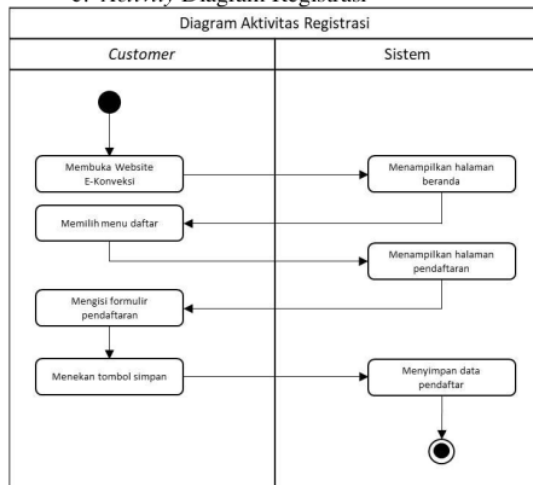 Activity Diagram Registrasi
Diagram Aktivitas Registrasi
Customer
Sistem
Membuka Website
E-Konveksi
Menampilkan halaman
beranda
Memilih menu daftar
Menampilkan halaman
pendaftaran
Mengisi formulir
pendaftaran
Menekan tombol simpan
Menyimpan data
pendaftar